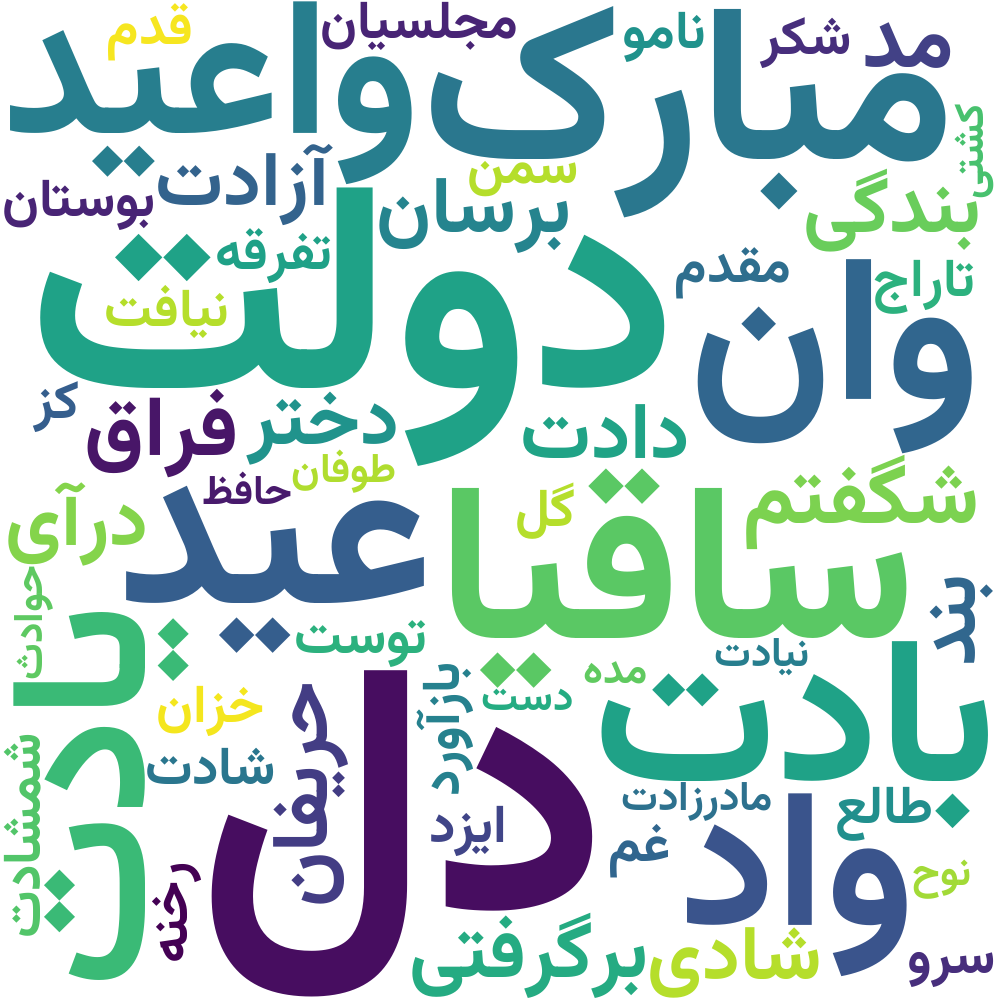 قدم
مجلسیان
نامو
شکر
مد
واعید
مبارک
کشتی
آزادت
بوستان
سمن
برسان
بندگی
تفرقه
دولت
مقدم
وان
تاراج
نیافت
کز
فراق
دختر
دادت
طوفان
حافظ
عید
گل
ساقیا
شگفتم
درآی
حوادث
یادت
توست
بازآورد
دست
مده
نیادت
بند
بادت
خزان
شادت
حریفان
دل
ایزد
مادرزادت
طالع
شمشادت
رخنه
غم
واد
نوح
برگرفتی
شادی
سرو